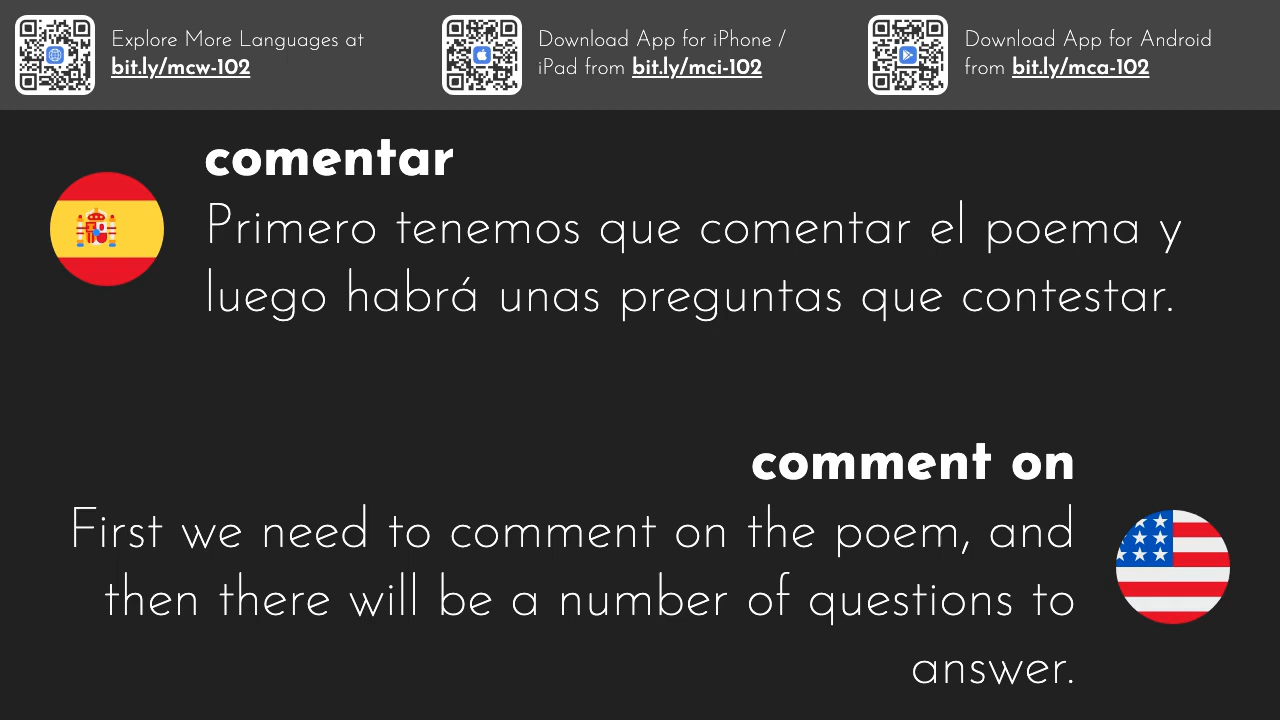 Explore More Languages at
bit.ly/mcw-102
Download App for iPhone /
iPad from bit.ly/mci-102
Download App for Android
from bit.ly/mca-102
comentar
Primero tenemos que comentar el poema y
luego habrá unas preguntas que contestar.
comment on
First we need to comment on the poem, and
then there will be a number of questions to
answer.